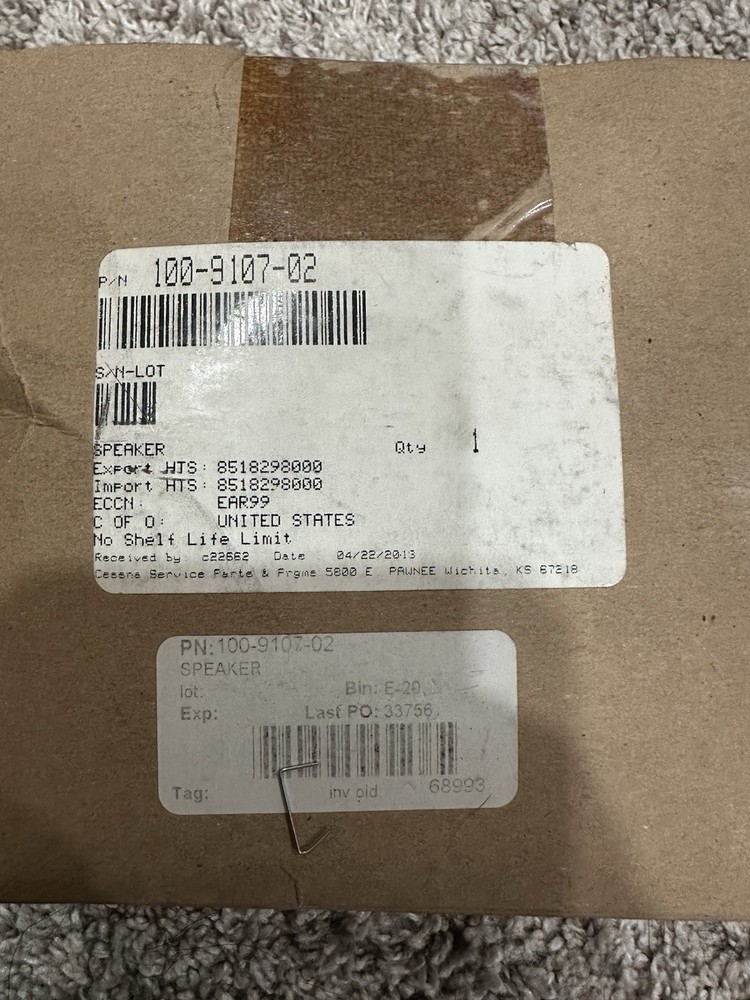 P/N 100-9107-02
S/N-LOT
SPEAKER Qty 1
Export HTS: 8518298000
Import HTS: 8518298000
ECCN: EAR99
C OF O: UNITED STATES
No Shelf Life Limit
Received by c22662 Date 04/22/2013
Cessna Service Parts & Prgms 5800 E. PAWNEE Wichita, KS 67218
PN:100-9107-02
SPEAKER
lot: Bin: E-20
Exp: Last PO: 33756
Tag: inv pid 68993